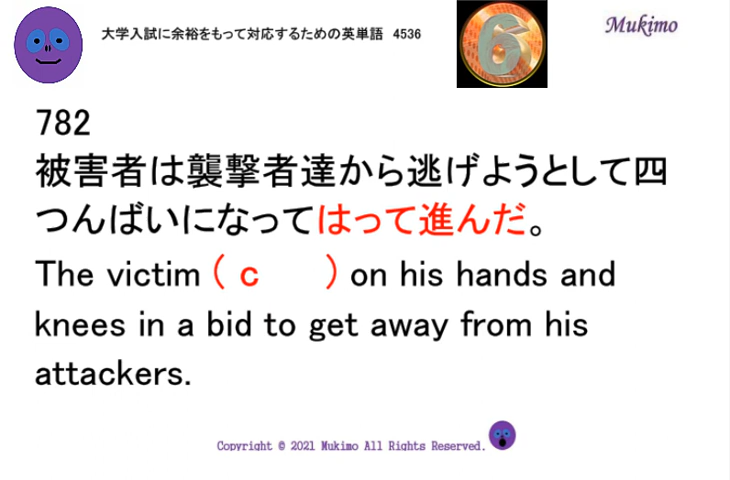 大学入試に余裕をもって対応するための英単語 4536
6
Mukimo
782
被害者は襲撃者達から逃げようとして四
つんばいになってはって進んだ。
The victim ( c ) on his hands and
knees in a bid to get away from his
attackers.
Copyright © 2021 Mukimo All Rights Reserved.